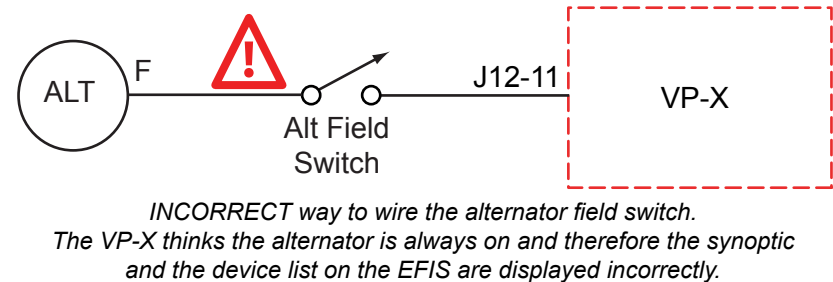 ALT
F
!
Alt Field
Switch
J12-11
VP-X
INCORRECT way to wire the alternator field switch.
The VP-X thinks the alternator is always on and therefore the synoptic
and the device list on the EFIS are displayed incorrectly.